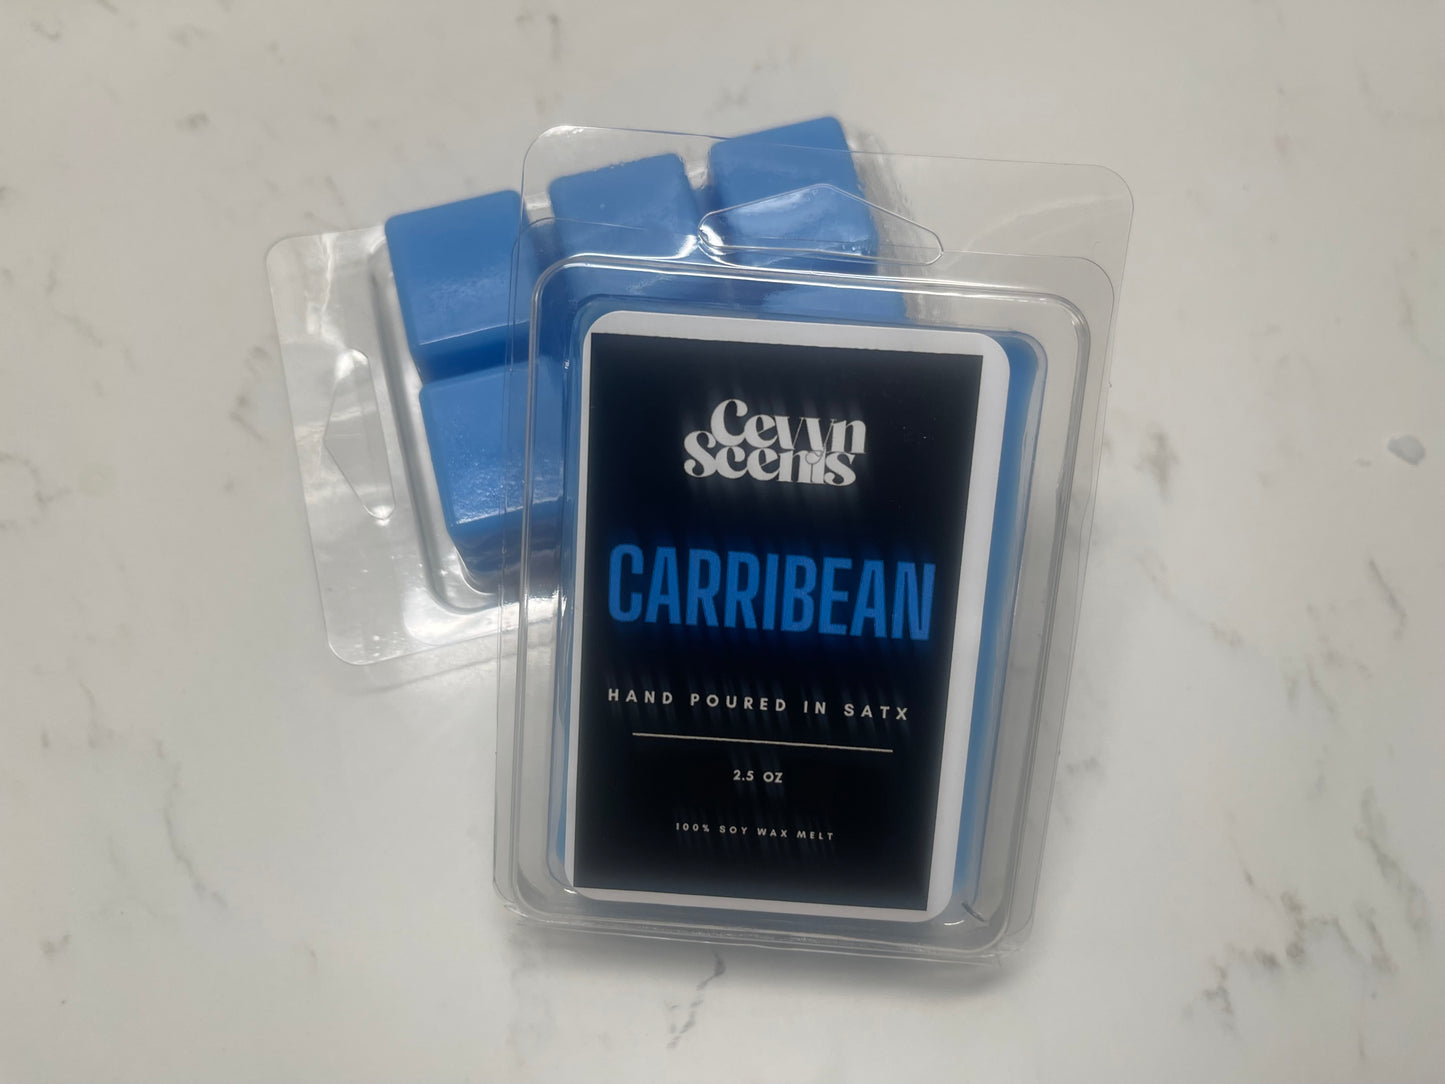 Cevyn
Scents
CARRIBEAN
HAND POURED IN SATX
2.5 OZ
100% SOY WAX MELT